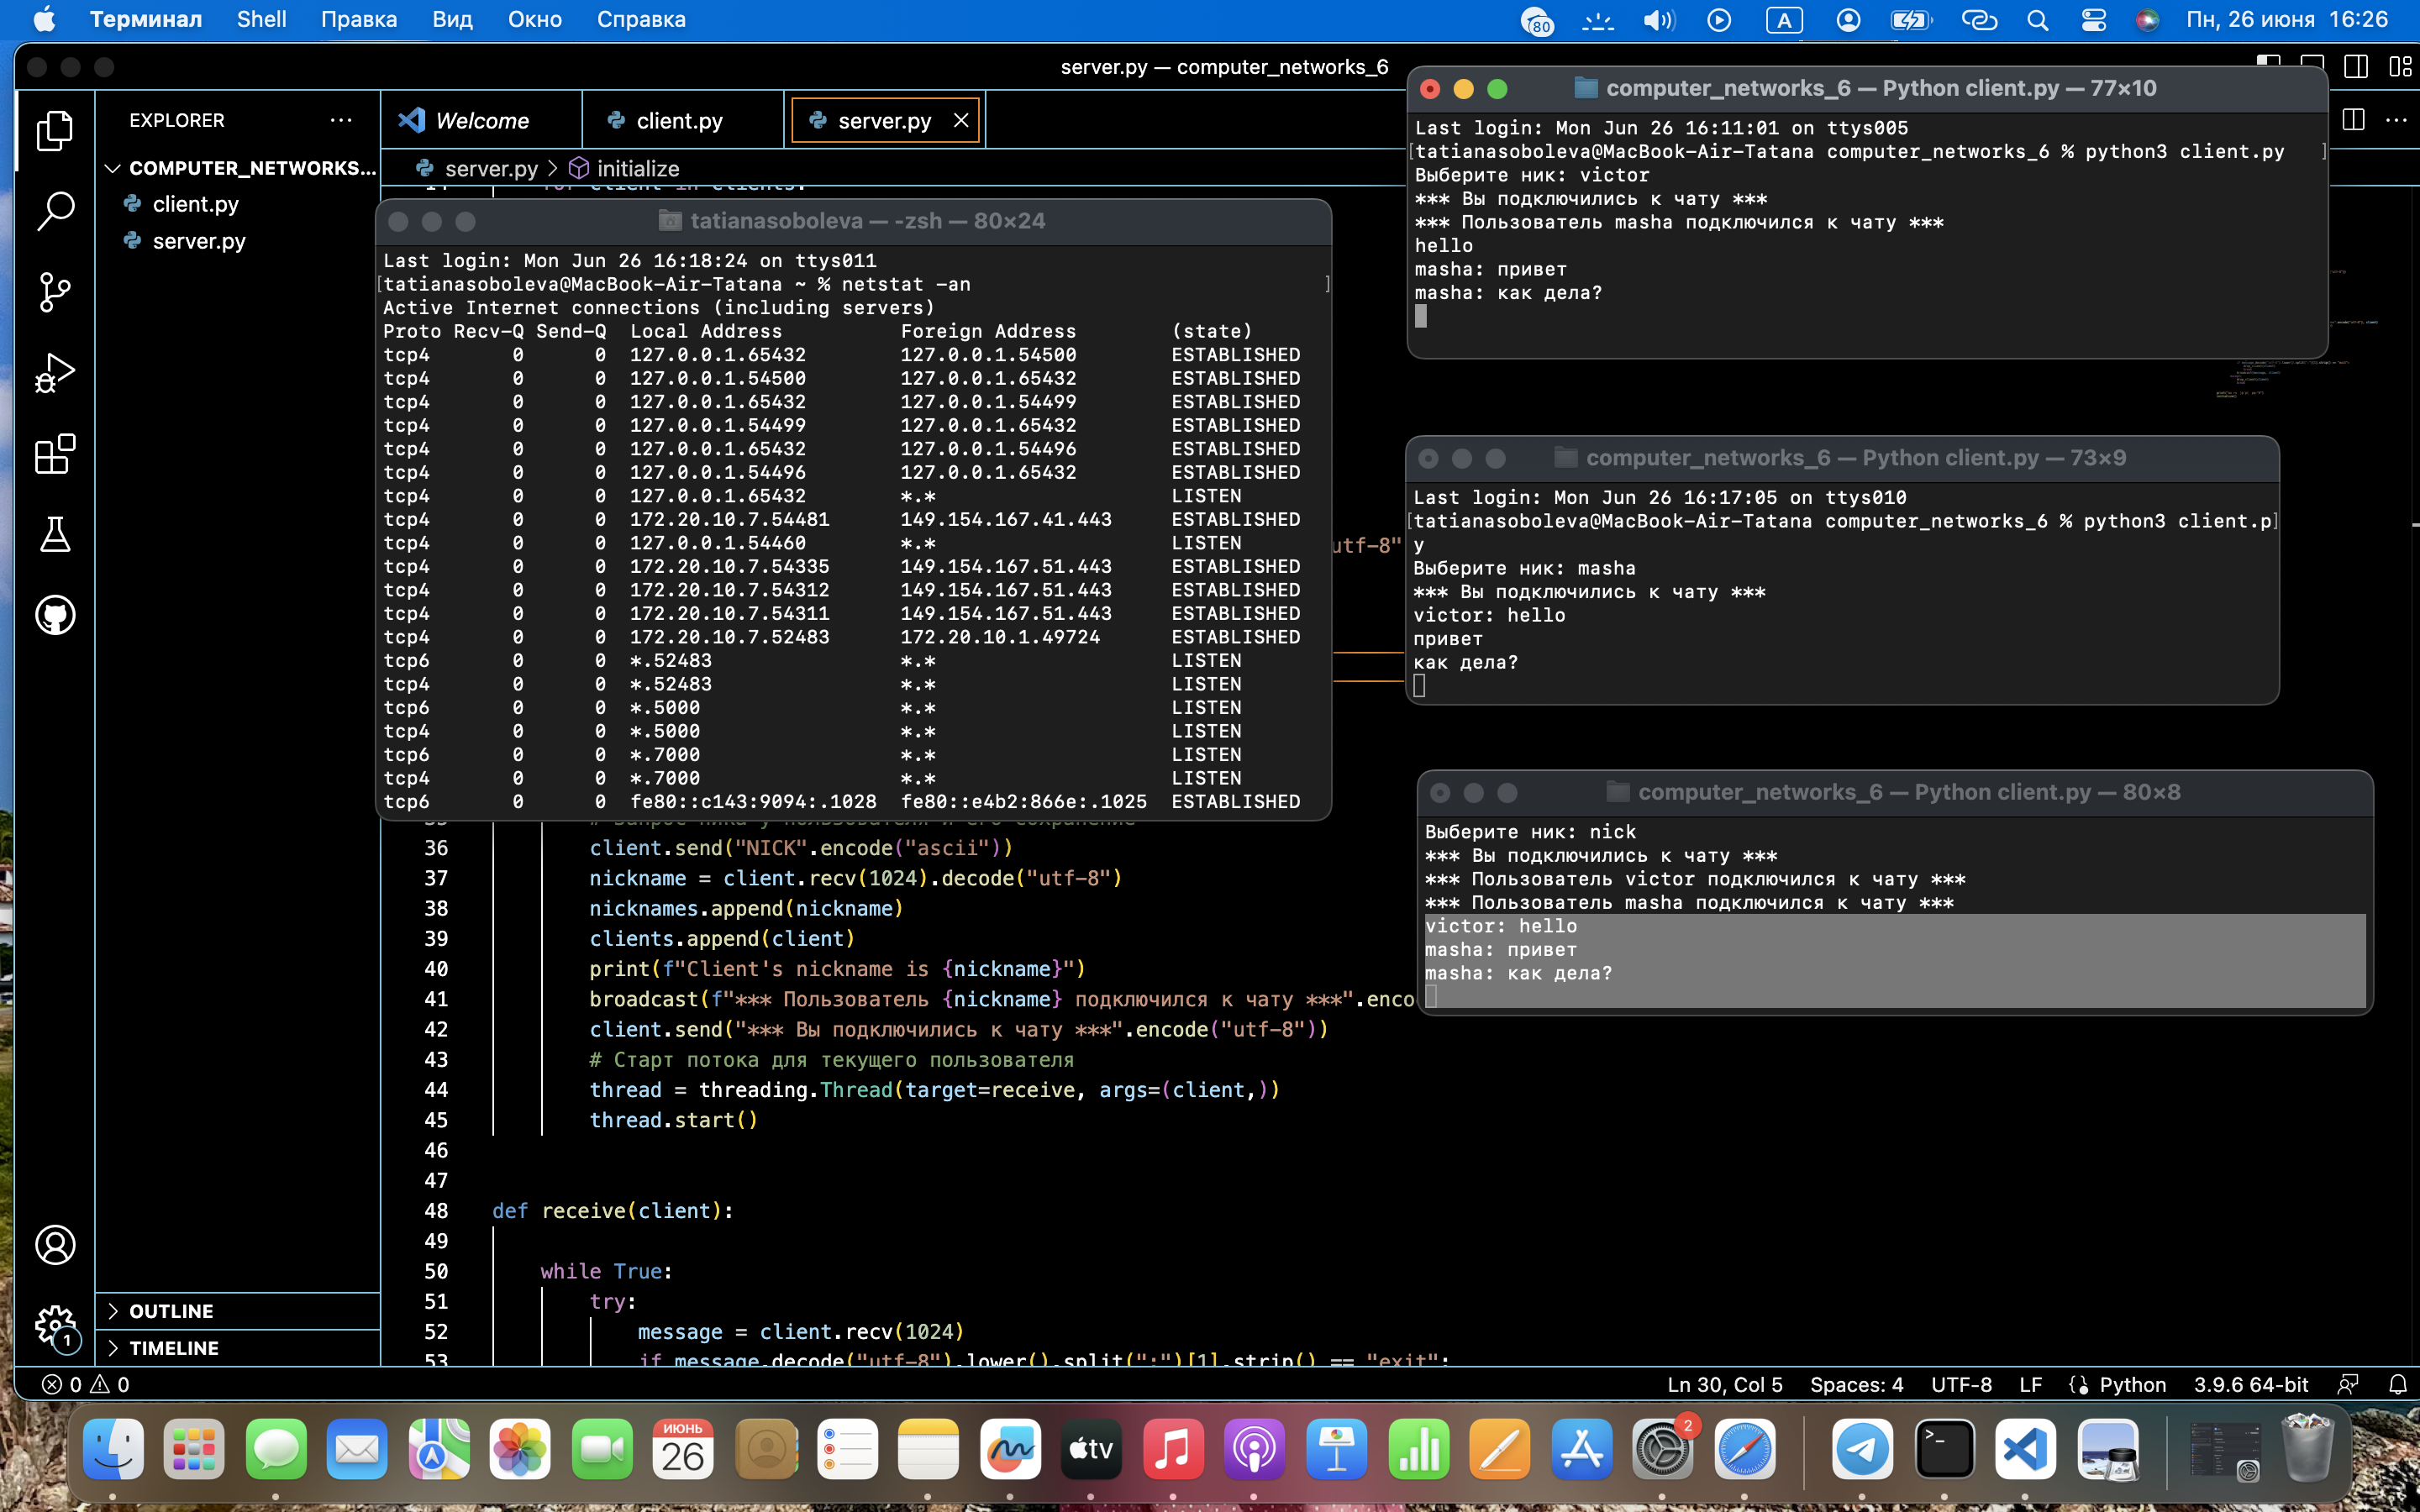 Терминал Shell Правка Вид Окно Справка
80
A
Пн, 26 июня 16:26
server.py — computer_networks_6
EXPLORER
COMPUTER_NETWORKS...
client.py
server.py
OUTLINE
TIMELINE
1
Welcome
client.py
server.py
server.py > initialize
tatianasoboleva — -zsh — 80×24
Last login: Mon Jun 26 16:18:24 on ttys011
[tatianasoboleva@MacBook-Air-Tatana ~ % netstat -an ]
Active Internet connections (including servers)
Proto Recv-Q Send-Q Local Address Foreign Address (state)
tcp4 0 0 127.0.0.1.65432 127.0.0.1.54500 ESTABLISHED
tcp4 0 0 127.0.0.1.54500 127.0.0.1.65432 ESTABLISHED
tcp4 0 0 127.0.0.1.65432 127.0.0.1.54499 ESTABLISHED
tcp4 0 0 127.0.0.1.54499 127.0.0.1.65432 ESTABLISHED
tcp4 0 0 127.0.0.1.65432 127.0.0.1.54496 ESTABLISHED
tcp4 0 0 127.0.0.1.54496 127.0.0.1.65432 ESTABLISHED
tcp4 0 0 127.0.0.1.65432 *.* LISTEN
tcp4 0 0 172.20.10.7.54481 149.154.167.41.443 ESTABLISHED
tcp4 0 0 127.0.0.1.54460 *.* LISTEN
tcp4 0 0 172.20.10.7.54335 149.154.167.51.443 ESTABLISHED
tcp4 0 0 172.20.10.7.54312 149.154.167.51.443 ESTABLISHED
tcp4 0 0 172.20.10.7.54311 149.154.167.51.443 ESTABLISHED
tcp4 0 0 172.20.10.7.52483 172.20.10.1.49724 ESTABLISHED
tcp6 0 0 *.52483 *.* LISTEN
tcp4 0 0 *.52483 *.* LISTEN
tcp6 0 0 *.5000 *.* LISTEN
tcp4 0 0 *.5000 *.* LISTEN
tcp6 0 0 *.7000 *.* LISTEN
tcp4 0 0 *.7000 *.* LISTEN
tcp6 0 0 fe80::c143:9094:.1028 fe80::e4b2:866e:.1025 ESTABLISHED
utf-8"
36 client.send("NICK".encode("ascii"))
37 nickname = client.recv(1024).decode("utf-8")
38 nicknames.append(nickname)
39 clients.append(client)
40 print(f"Client's nickname is {nickname}")
41 broadcast(f"*** Пользователь {nickname} подключился к чату ***".enco
42 client.send("*** Вы подключились к чату ***".encode("utf-8"))
43 # Старт потока для текущего пользователя
44 thread = threading.Thread(target=receive, args=(client,))
45 thread.start()
46
47
48 def receive(client):
49
50 while True:
51 try:
52 message = client.recv(1024)
53 if message.decode("utf-8").lower().split(":")[1].strip() == "exit":
computer_networks_6 — Python client.py — 77×10
Last login: Mon Jun 26 16:11:01 on ttys005
[tatianasoboleva@MacBook-Air-Tatana computer_networks_6 % python3 client.py ]
Выберите ник: victor
*** Вы подключились к чату ***
*** Пользователь masha подключился к чату ***
hello
masha: привет
masha: как дела?
computer_networks_6 — Python client.py — 73×9
Last login: Mon Jun 26 16:17:05 on ttys010
[tatianasoboleva@MacBook-Air-Tatana computer_networks_6 % python3 client.p]
y
Выберите ник: masha
*** Вы подключились к чату ***
victor: hello
привет
как дела?
computer_networks_6 — Python client.py — 80×8
Выберите ник: nick
*** Вы подключились к чату ***
*** Пользователь victor подключился к чату ***
*** Пользователь masha подключился к чату ***
victor: hello
masha: привет
masha: как дела?
0 0
Ln 30, Col 5 Spaces: 4 UTF-8 LF Python 3.9.6 64-bit
ИЮНЬ
26
tv
2
>_